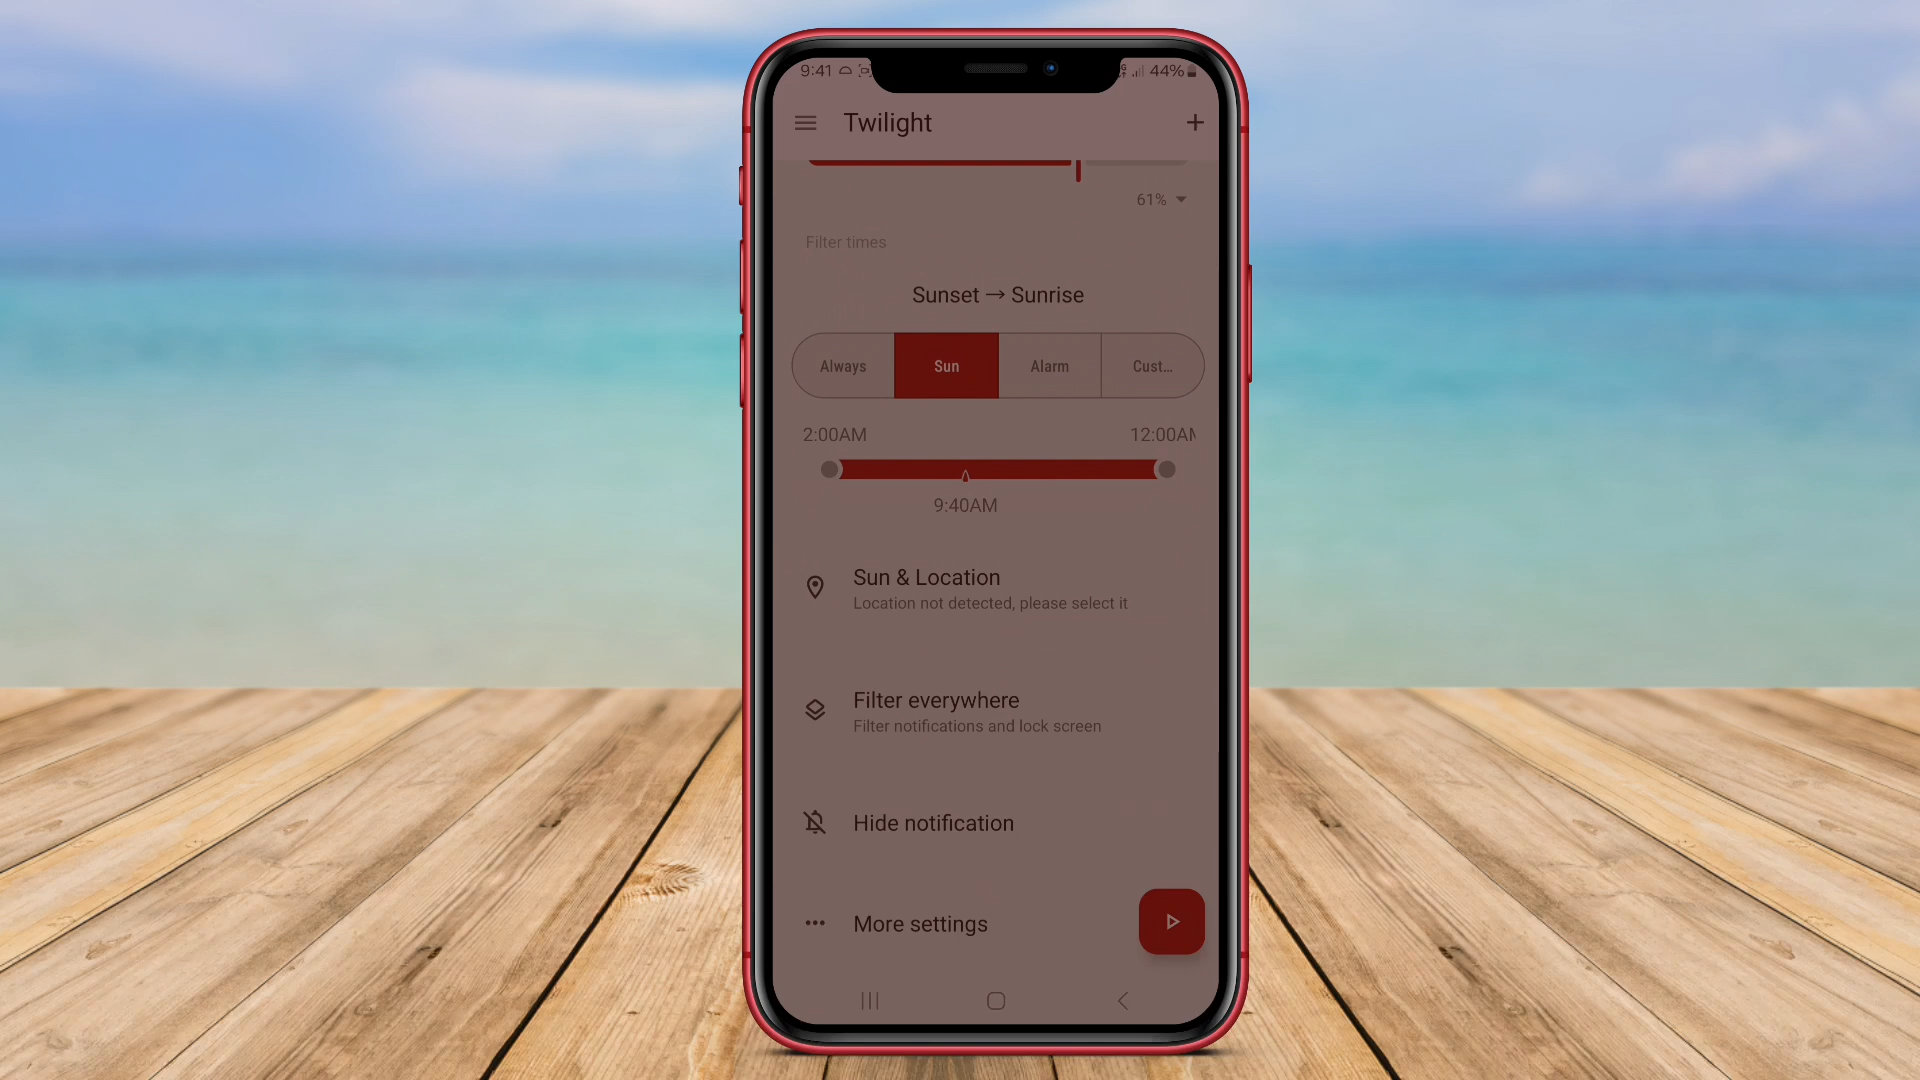 9:41 44%
Twilight +
61%
Filter times
Sunset → Sunrise
Always Sun Alarm Cust...
2:00AM 12:00AM
9:40AM
Sun & Location
Location not detected, please select it
Filter everywhere
Filter notifications and lock screen
Hide notification
More settings